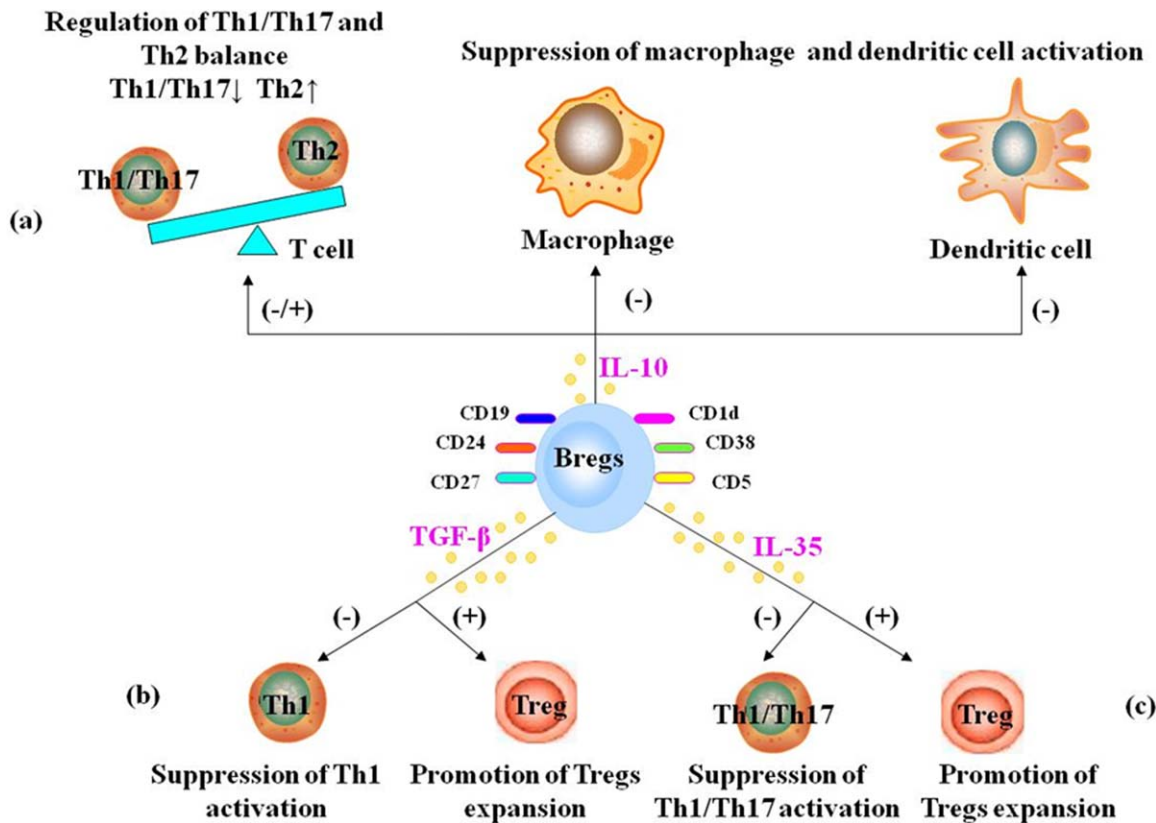 Regulation of Th1/Th17 and
Th2 balance
Th1/Th17↓ Th2↑
Suppression of macrophage and dendritic cell activation
Th2
Th1/Th17
(a)
T cell
Macrophage
Dendritic cell
(-/+)
(-)
(-)
IL-10
CD19
CD1d
CD24
CD38
Bregs
CD27
CD5
TGF-β
IL-35
(-)
(+)
(-)
(+)
(b)
Th1
Treg
Th1/Th17
Treg
(c)
Suppression of Th1
activation
Promotion of Tregs
expansion
Suppression of
Th1/Th17 activation
Promotion of
Tregs expansion